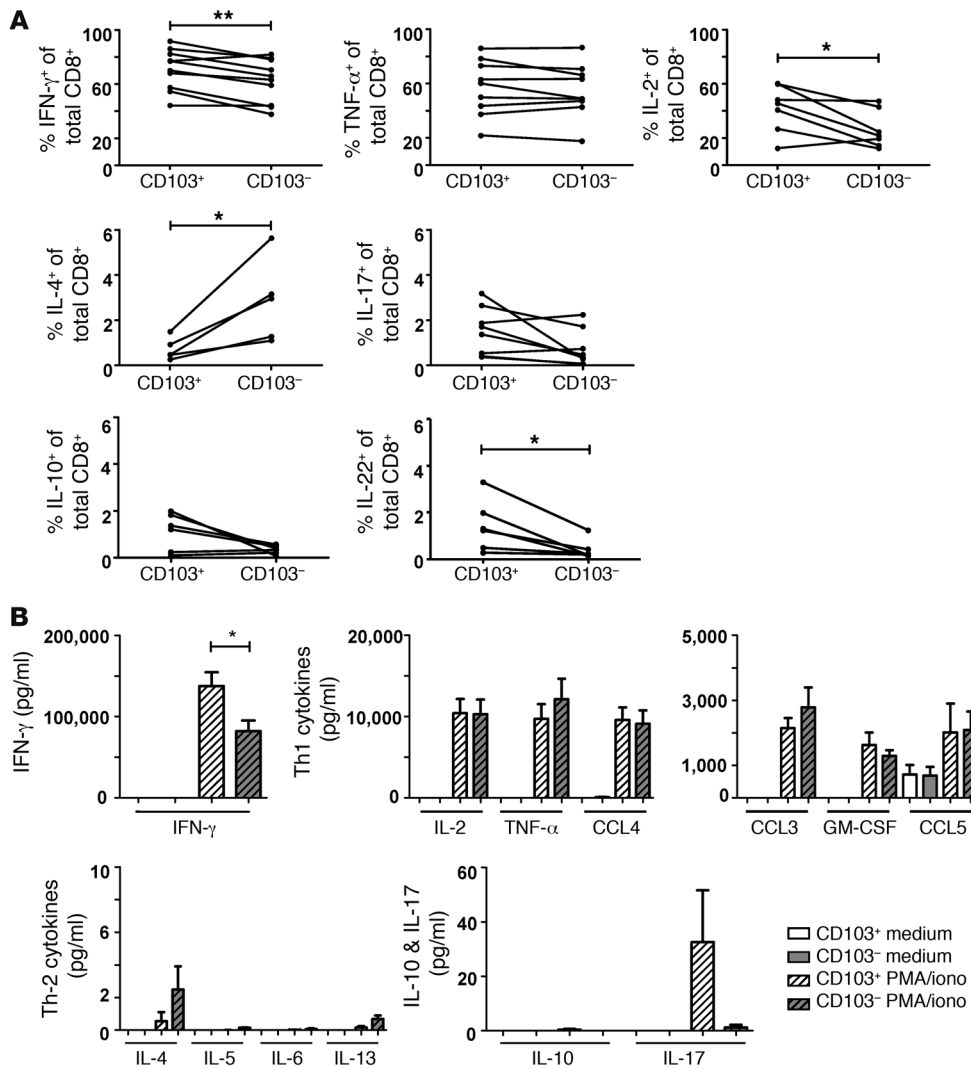 A
% IFN-γ⁺ of
total CD8⁺
100
60
20
0
**
CD103⁺ CD103⁻
% TNF-α⁺ of
total CD8⁺
100
60
20
0
CD103⁺ CD103⁻
% IL-2⁺ of
total CD8⁺
100
60
20
0
*
CD103⁺ CD103⁻
% IL-4⁺ of
total CD8⁺
6
4
2
0
*
CD103⁺ CD103⁻
% IL-17⁺ of
total CD8⁺
6
4
2
0
CD103⁺ CD103⁻
% IL-10⁺ of
total CD8⁺
6
4
2
0
CD103⁺ CD103⁻
% IL-22⁺ of
total CD8⁺
6
4
2
0
*
CD103⁺ CD103⁻
B
IFN-γ (pg/ml)
200,000
100,000
0,000
*
IFN-γ
Th1 cytokines
(pg/ml)
20,000
10,000
0,000
IL-2 TNF-α CCL4
5,000
3,000
1,000
0,000
CCL3 GM-CSF CCL5
Th-2 cytokines
(pg/ml)
10
6
2
0
IL-4 IL-5 IL-6 IL-13
IL-10 & IL-17
(pg/ml)
60
40
20
0
IL-10 IL-17
CD103⁺ medium
CD103⁻ medium
CD103⁺ PMA/iono
CD103⁻ PMA/iono